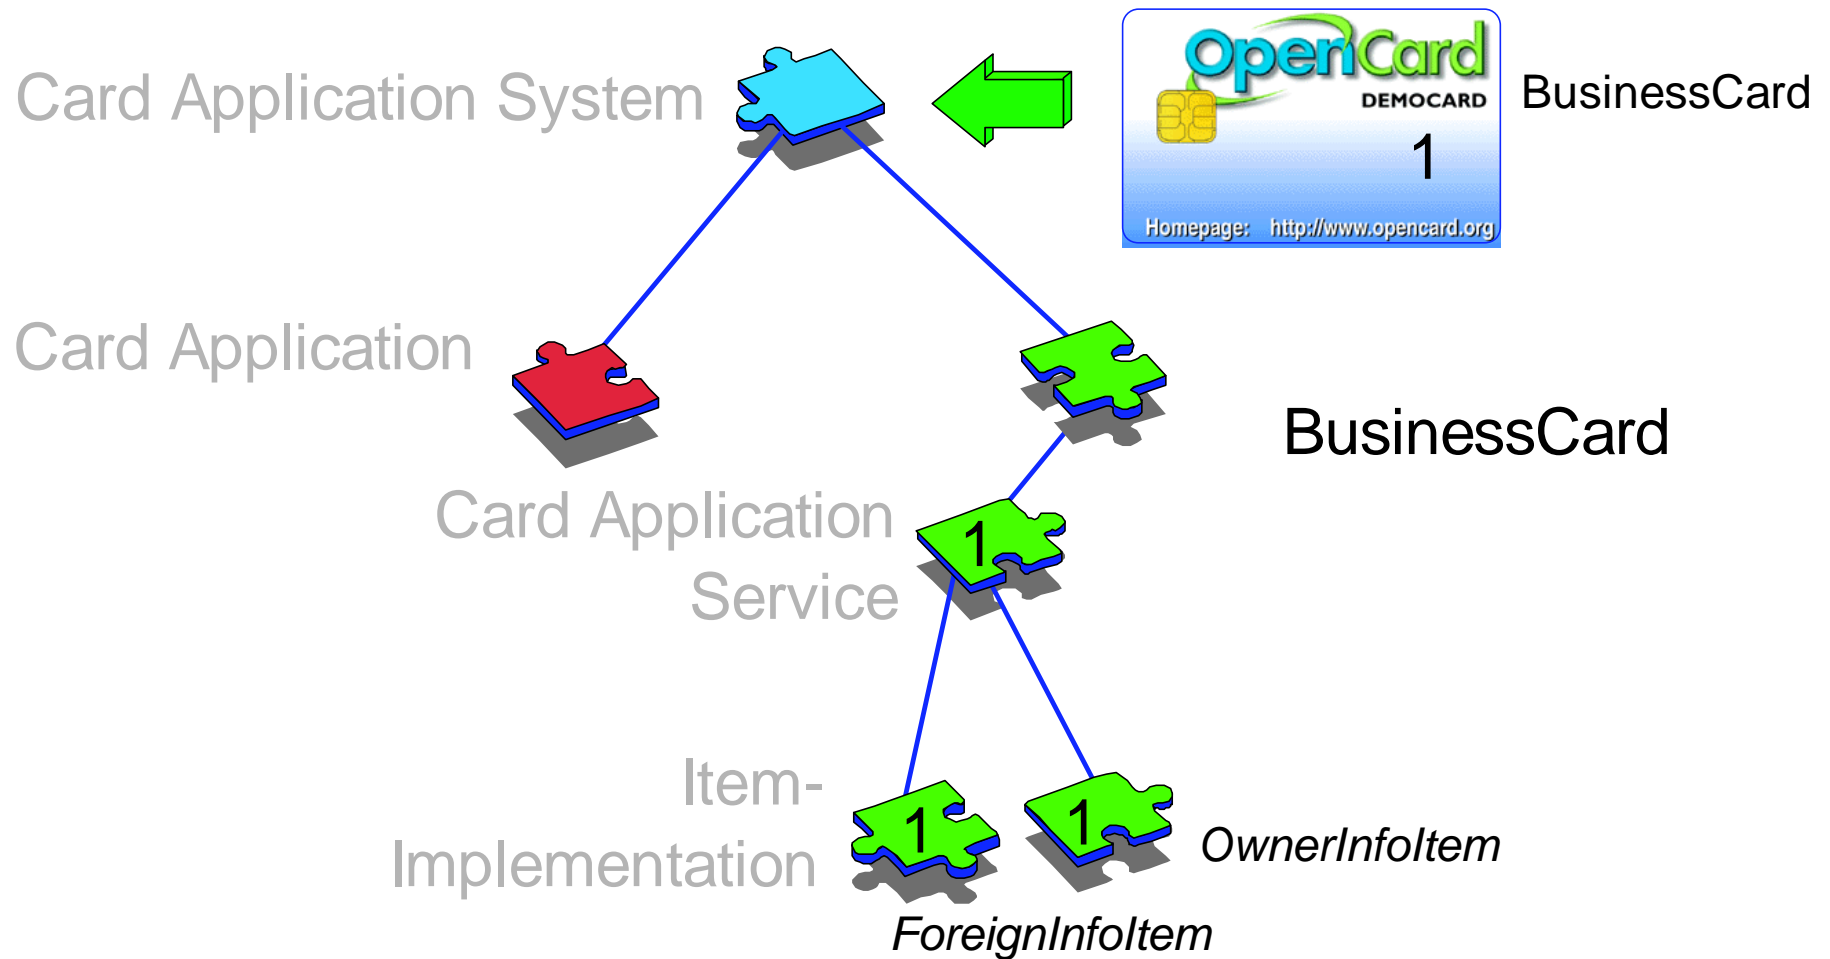 Card Application System
OpenCard
DEMOCARD
1
Homepage: http://www.opencard.org
BusinessCard
Card Application
BusinessCard
Card Application
Service
1
Item-
Implementation
1
1
OwnerInfoItem
ForeignInfoItem